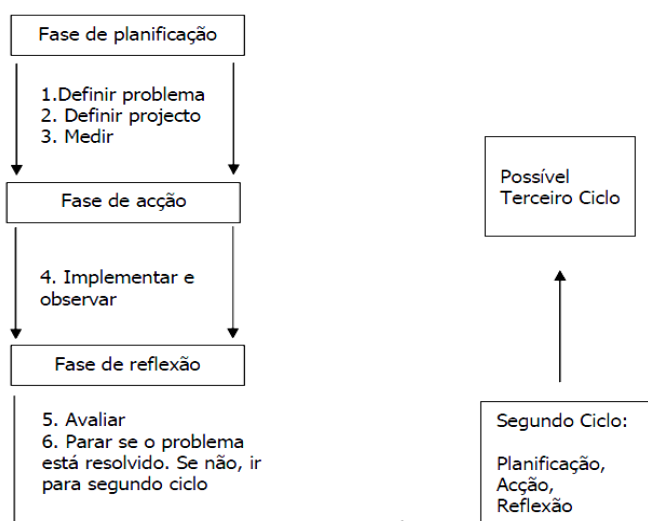 Fase de planificação
1.Definir problema
2. Definir projecto
3. Medir
Fase de acção
4. Implementar e
observar
Fase de reflexão
5. Avaliar
6. Parar se o problema
está resolvido. Se não, ir
para segundo ciclo
Possível
Terceiro Ciclo
Segundo Ciclo:
Planificação,
Acção,
Reflexão